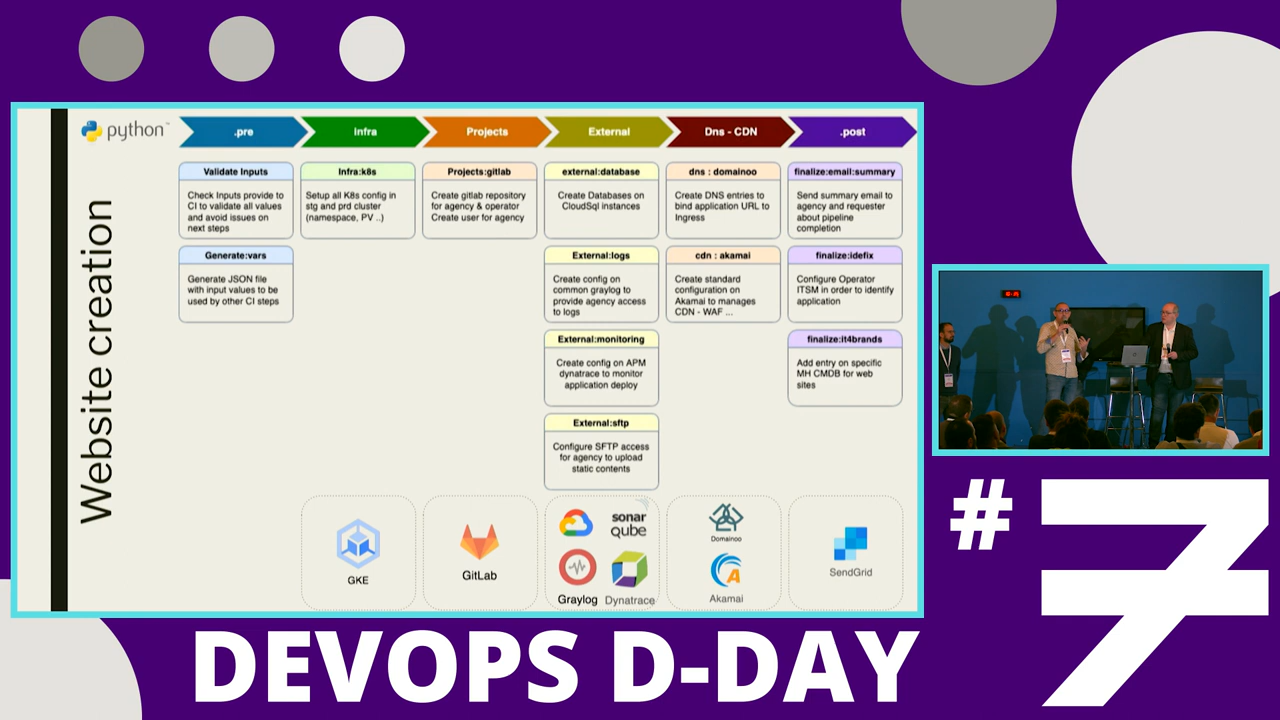 Website creation
python™
.pre
Infra
Projects
External
Dns - CDN
.post
Validate Inputs
Check Inputs provide to
CI to validate all values
and avoid issues on
next steps
Generate:vars
Generate JSON file
with input values to be
used by other CI steps
Infra:k8s
Setup all K8s config in
stg and prd cluster
(namespace, PV ..)
Projects:gitlab
Create gitlab repository
for agency & operator
Create user for agency
external:database
Create Databases on
CloudSql instances
External:logs
Create config on
common graylog to
provide agency access
to logs
External:monitoring
Create config on APM
dynatrace to monitor
application deploy
External:sftp
Configure SFTP access
for agency to upload
static contents
dns : domainoo
Create DNS entries to
bind application URL to
Ingress
cdn : akamai
Create standard
configuration on
Akamai to manages
CDN - WAF ...
finalize:email:summary
Send summary email to
agency and requester
about pipeline
completion
finalize:idefix
Configure Operator
ITSM in order to identify
application
finalize:it4brands
Add entry on specific
MH CMDB for web
sites
GKE
GitLab
sonar
qube
Graylog
Dynatrace
Domainoo
Akamai
SendGrid
#7
DEVOPS D-DAY